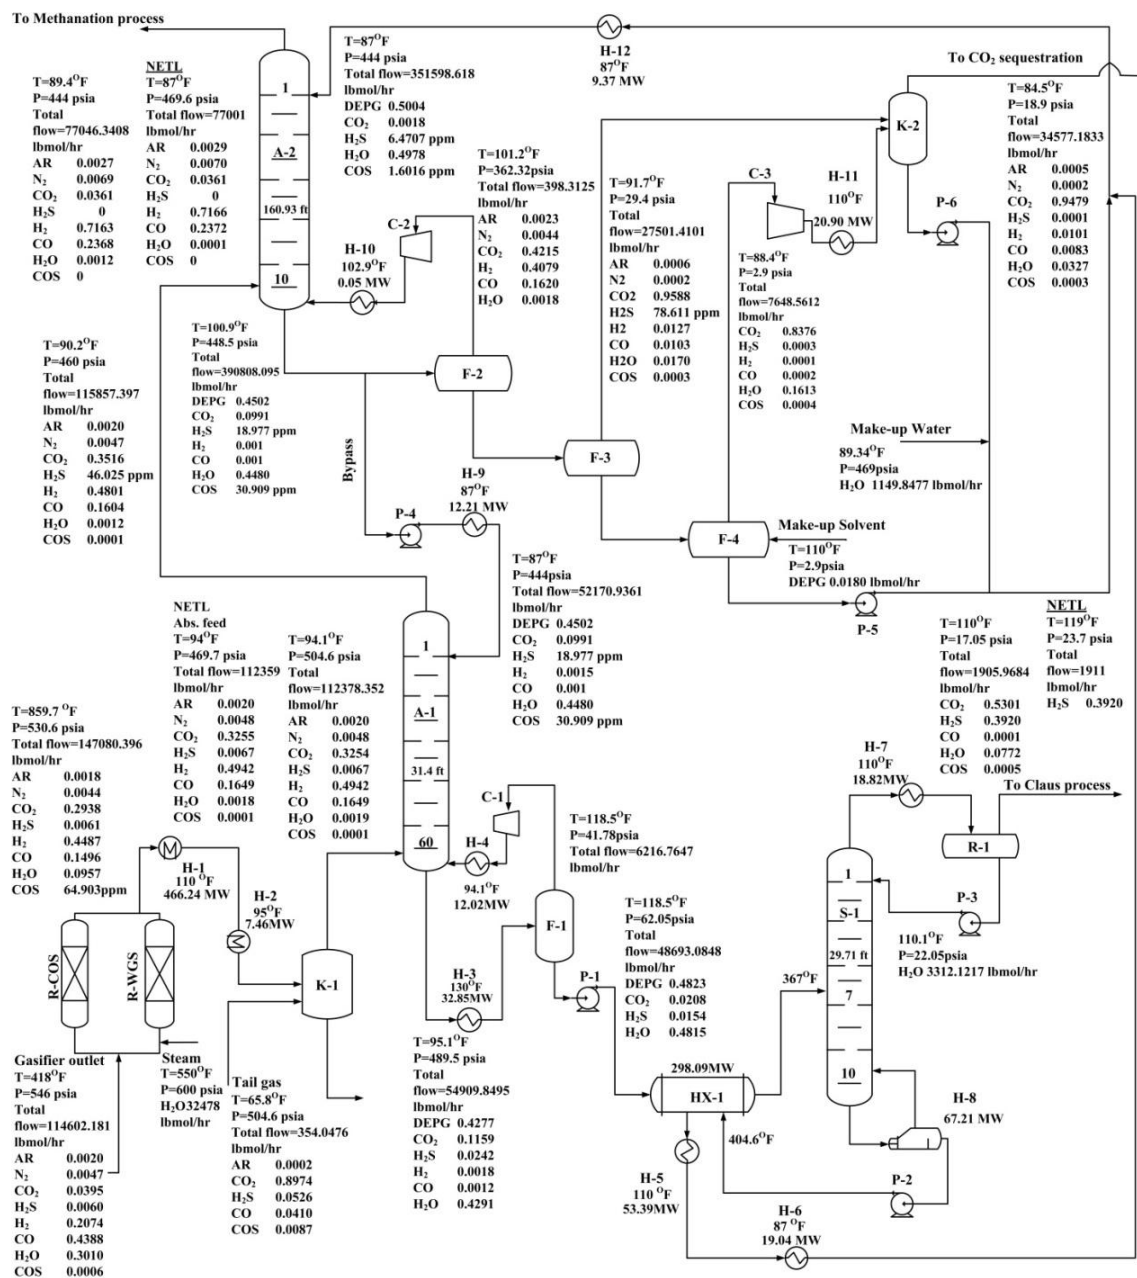 To Methanation process
T=89.4°F
P=444 psia
Total
flow=77046.3408
lbmol/hr
AR 0.0027
N₂ 0.0069
CO₂ 0.0361
H₂S 0
H₂ 0.7163
CO 0.2368
H₂O 0.0012
COS 0
NETL
T=87°F
P=469.6 psia
Total flow=77001
lbmol/hr
AR 0.0029
N₂ 0.0070
CO₂ 0.0361
H₂S 0
H₂ 0.7166
CO 0.2372
H₂O 0.0001
COS 0
1
A-2
160.93 ft
10
T=87°F
P=444 psia
Total flow=351598.618
lbmol/hr
DEPG 0.5004
CO₂ 0.0018
H₂S 6.4707 ppm
H₂O 0.4978
COS 1.6016 ppm
H-12
87°F
9.37 MW
To CO₂ sequestration
K-2
T=84.5°F
P=18.9 psia
Total
flow=34577.1833
lbmol/hr
AR 0.0005
N₂ 0.0002
CO₂ 0.9479
H₂S 0.0001
H₂ 0.0101
CO 0.0083
H₂O 0.0327
COS 0.0003
T=101.2°F
P=362.32psia
Total flow=398.3125
lbmol/hr
AR 0.0023
N₂ 0.0044
CO₂ 0.4215
H₂ 0.4079
CO 0.1620
H₂O 0.0018
C-2
H-10
102.9°F
0.05 MW
T=91.7°F
P=29.4 psia
Total
flow=27501.4101
lbmol/hr
AR 0.0006
N2 0.0002
CO2 0.9588
H2S 78.611 ppm
H2 0.0127
CO 0.0103
H2O 0.0170
COS 0.0003
C-3
H-11
110°F
20.90 MW
P-6
T=88.4°F
P=2.9 psia
Total
flow=7648.5612
lbmol/hr
CO₂ 0.8376
H₂S 0.0003
H₂ 0.0001
CO 0.0002
H₂O 0.1613
COS 0.0004
T=90.2°F
P=460 psia
Total
flow=115857.397
lbmol/hr
AR 0.0020
N₂ 0.0047
CO₂ 0.3516
H₂S 46.025 ppm
H₂ 0.4801
CO 0.1604
H₂O 0.0012
COS 0.0001
T=100.9°F
P=448.5 psia
Total
flow=390808.095
lbmol/hr
DEPG 0.4502
CO₂ 0.0991
H₂S 18.977 ppm
H₂ 0.001
CO 0.001
H₂O 0.4480
COS 30.909 ppm
F-2
Bypass
F-3
Make-up Water
89.34°F
P=469psia
H₂O 1149.8477 lbmol/hr
H-9
87°F
12.21 MW
P-4
F-4
Make-up Solvent
T=110°F
P=2.9psia
DEPG 0.0180 lbmol/hr
P-5
T=87°F
P=444psia
Total flow=52170.9361
lbmol/hr
DEPG 0.4502
CO₂ 0.0991
H₂S 18.977 ppm
H₂ 0.0015
CO 0.001
H₂O 0.4480
COS 30.909 ppm
NETL
Abs. feed
T=94°F
P=469.7 psia
Total flow=112359
lbmol/hr
AR 0.0020
N₂ 0.0048
CO₂ 0.3255
H₂S 0.0067
H₂ 0.4942
CO 0.1649
H₂O 0.0018
COS 0.0001
T=94.1°F
P=504.6 psia
Total
flow=112378.352
lbmol/hr
AR 0.0020
N₂ 0.0048
CO₂ 0.3254
H₂S 0.0067
H₂ 0.4942
CO 0.1649
H₂O 0.0019
COS 0.0001
1
A-1
31.4 ft
60
T=110°F
P=17.05 psia
Total
flow=1905.9684
lbmol/hr
CO₂ 0.5301
H₂S 0.3920
CO 0.0001
H₂O 0.0772
COS 0.0005
NETL
T=119°F
P=23.7 psia
Total
flow=1911
lbmol/hr
H₂S 0.3920
T=859.7 °F
P=530.6 psia
Total flow=147080.396
lbmol/hr
AR 0.0018
N₂ 0.0044
CO₂ 0.2938
H₂S 0.0061
H₂ 0.4487
CO 0.1496
H₂O 0.0957
COS 64.903ppm
H-1
110 °F
466.24 MW
H-2
95°F
7.46MW
R-COS
R-WGS
K-1
C-1
H-4
94.1°F
12.02MW
T=118.5°F
P=41.78psia
Total flow=6216.7647
lbmol/hr
F-1
H-3
130°F
32.85MW
P-1
T=118.5°F
P=62.05psia
Total
flow=48693.0848
lbmol/hr
DEPG 0.4823
CO₂ 0.0208
H₂S 0.0154
H₂O 0.4815
H-7
110°F
18.82MW
To Claus process
R-1
P-3
110.1°F
P=22.05psia
H₂O 3312.1217 lbmol/hr
1
S-1
29.71 ft
7
10
367°F
Gasifier outlet
T=418°F
P=546 psia
Total
flow=114602.181
lbmol/hr
AR 0.0020
N₂ 0.0047
CO₂ 0.0395
H₂S 0.0060
H₂ 0.2074
CO 0.4388
H₂O 0.3010
COS 0.0006
Steam
T=550°F
P=600 psia
H₂O32478
lbmol/hr
Tail gas
T=65.8°F
P=504.6 psia
Total flow=354.0476
lbmol/hr
AR 0.0002
CO₂ 0.8974
H₂S 0.0526
CO 0.0410
COS 0.0087
T=95.1°F
P=489.5 psia
Total
flow=54909.8495
lbmol/hr
DEPG 0.4277
CO₂ 0.1159
H₂S 0.0242
H₂ 0.0018
CO 0.0012
H₂O 0.4291
298.09MW
HX-1
404.6°F
H-8
67.21 MW
P-2
H-5
110 °F
53.39MW
H-6
87 °F
19.04 MW